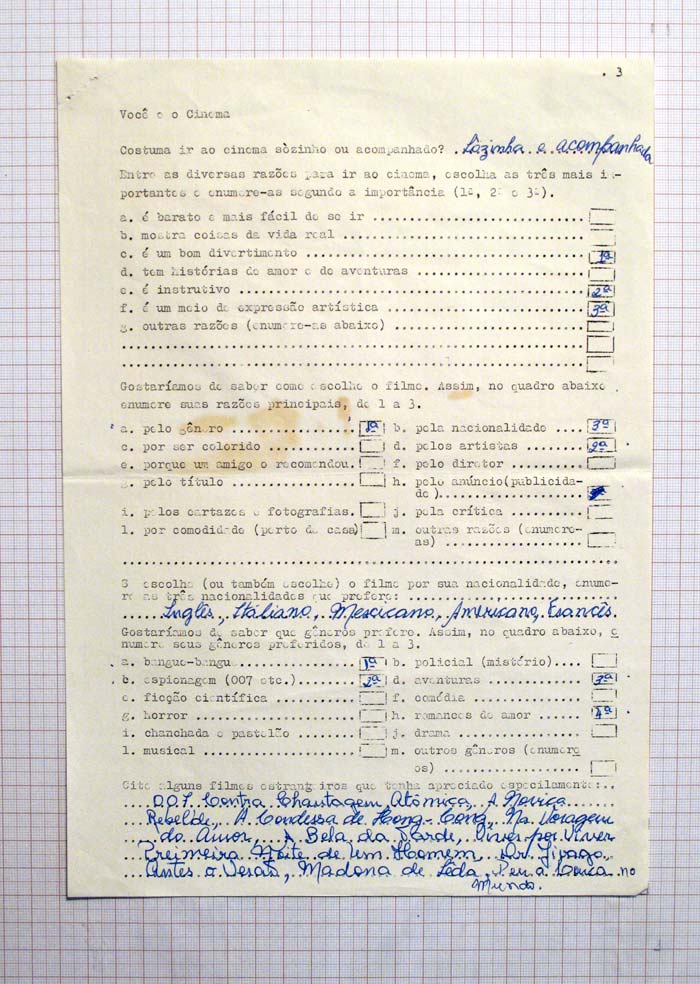 . 3
Você e o Cinema
Costuma ir ao cinema sòzinho ou acompanhado? . Sòzinha e acompanhada
Entre as diversas razões para ir ao cinema, escolha as três mais im-
portantes e enumere-as segundo a importância (1ª, 2ª e 3ª).
a. é barato e mais fácil de se ir
b. mostra coisas da vida real
c. é um bom divertimento 1ª
d. tem histórias de amor e de aventuras
e. é instrutivo 2ª
f. é um meio de expressão artística 3ª
g. outras razões (enumere-as abaixo)
Gostaríamos de saber como escolhe o filme. Assim, no quadro abaixo
enumere suas razões principais, de 1 a 3.
a. pelo gênero 1ª b. pela nacionalidade 3ª
c. por ser colorido d. pelos artistas 2ª
e. porque um amigo o recomendou. f. pelo diretor
g. pelo título h. pelo anúncio(publicida-
de)
i. pelos cartazes e fotografias. j. pela crítica
l. por comodidade (perto de casa) m. outras razões (enumere-
as)
S escolhe (ou também escolhe) o filme por sua nacionalidade, enume-
re as três nacionalidades que prefere:
Inglês, Italiano, Mexicano, Americano, Francês.
Gostaríamos de saber que gêneros prefere. Assim, no quadro abaixo, e
numere seus gêneros preferidos, de 1 a 3.
a. bangue-bangue 1ª b. policial (mistério)....
c. espionagem (007 etc.) 2ª d. aventuras 3ª
e. ficção científica f. comédia
g. horror h. romances de amor 4ª
i. chanchada e pastelão j. drama
l. musical m. outros gêneros (enumere
os)
Cite alguns filmes estrang iros que tenha apreciado especilamente:..
007 Contra Chantagem Atômica, A Noviça
Rebelde, A Condessa de Hong-Cong, Na Voragem
do Amor, A Bela da Tarde, Viver por Viver
Primeira Noite de Um Homem Dr. Jivago
Antes o Verão, Madona de Sêda, Deu a Louca no
Mundo.